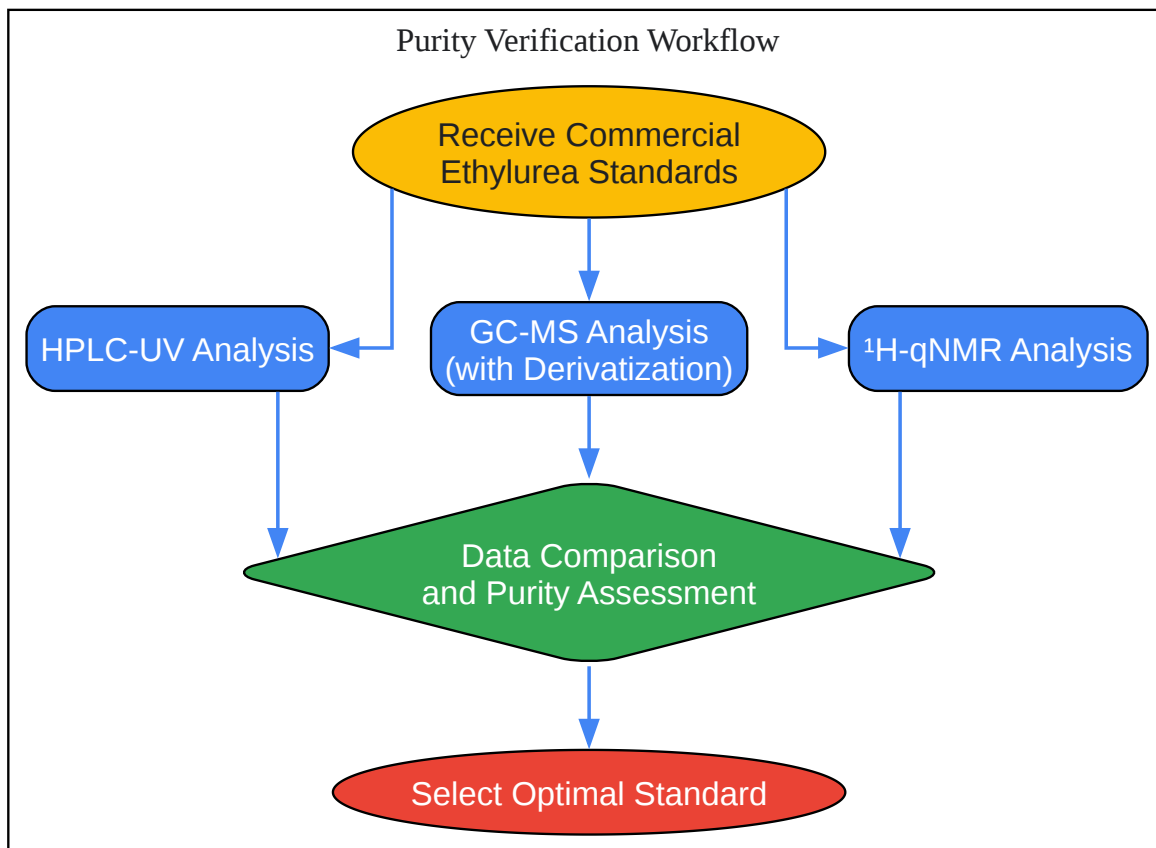 Purity Verification Workflow
Receive Commercial
Ethylurea Standards
HPLC-UV Analysis
GC-MS Analysis
(with Derivatization)
¹H-qNMR Analysis
Data Comparison
and Purity Assessment
Select Optimal Standard